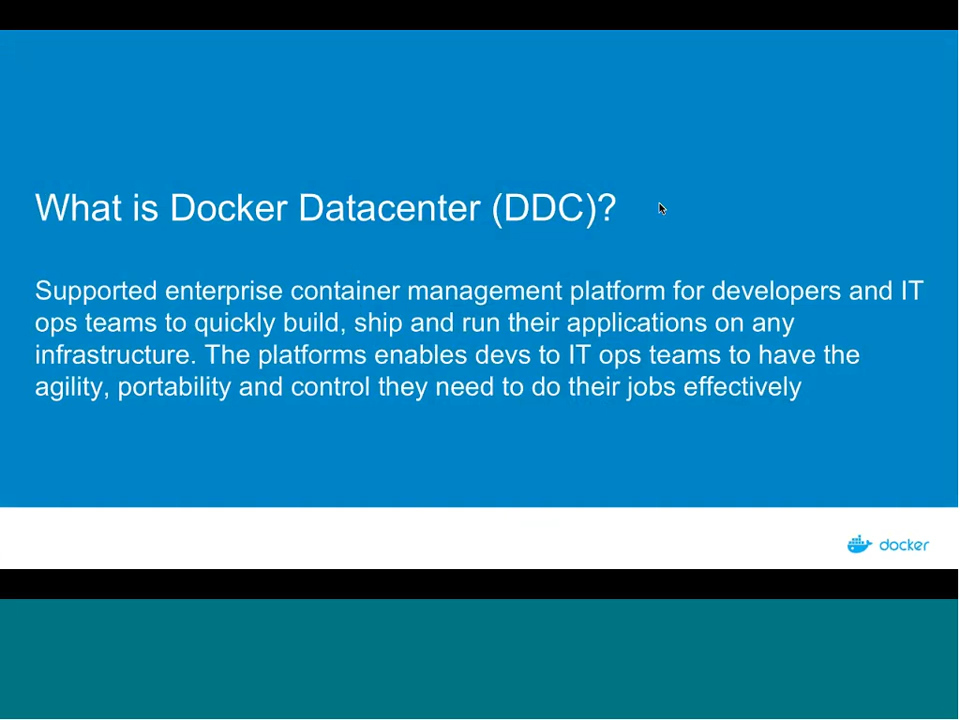 What is Docker Datacenter (DDC)?
Supported enterprise container management platform for developers and IT
ops teams to quickly build, ship and run their applications on any
infrastructure. The platforms enables devs to IT ops teams to have the
agility, portability and control they need to do their jobs effectively
docker